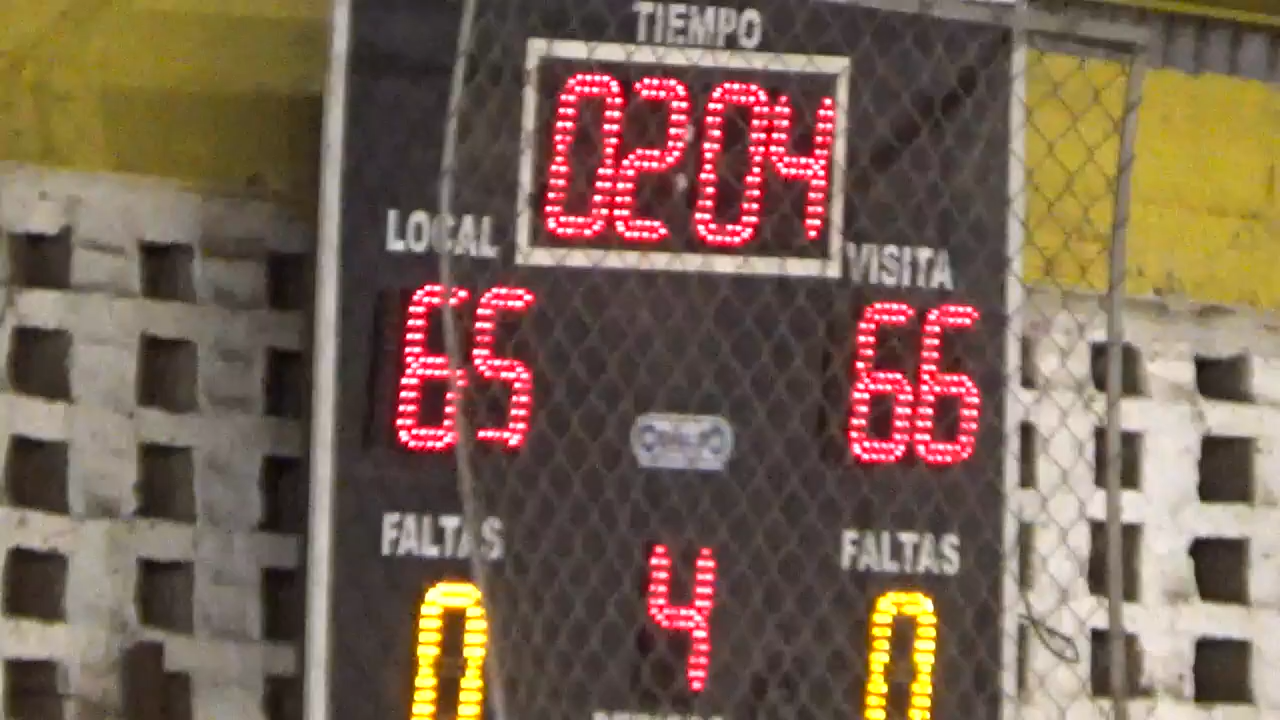 TIEMPO
02:04
LOCAL VISITA
65 66
FALTAS FALTAS
4
0 0